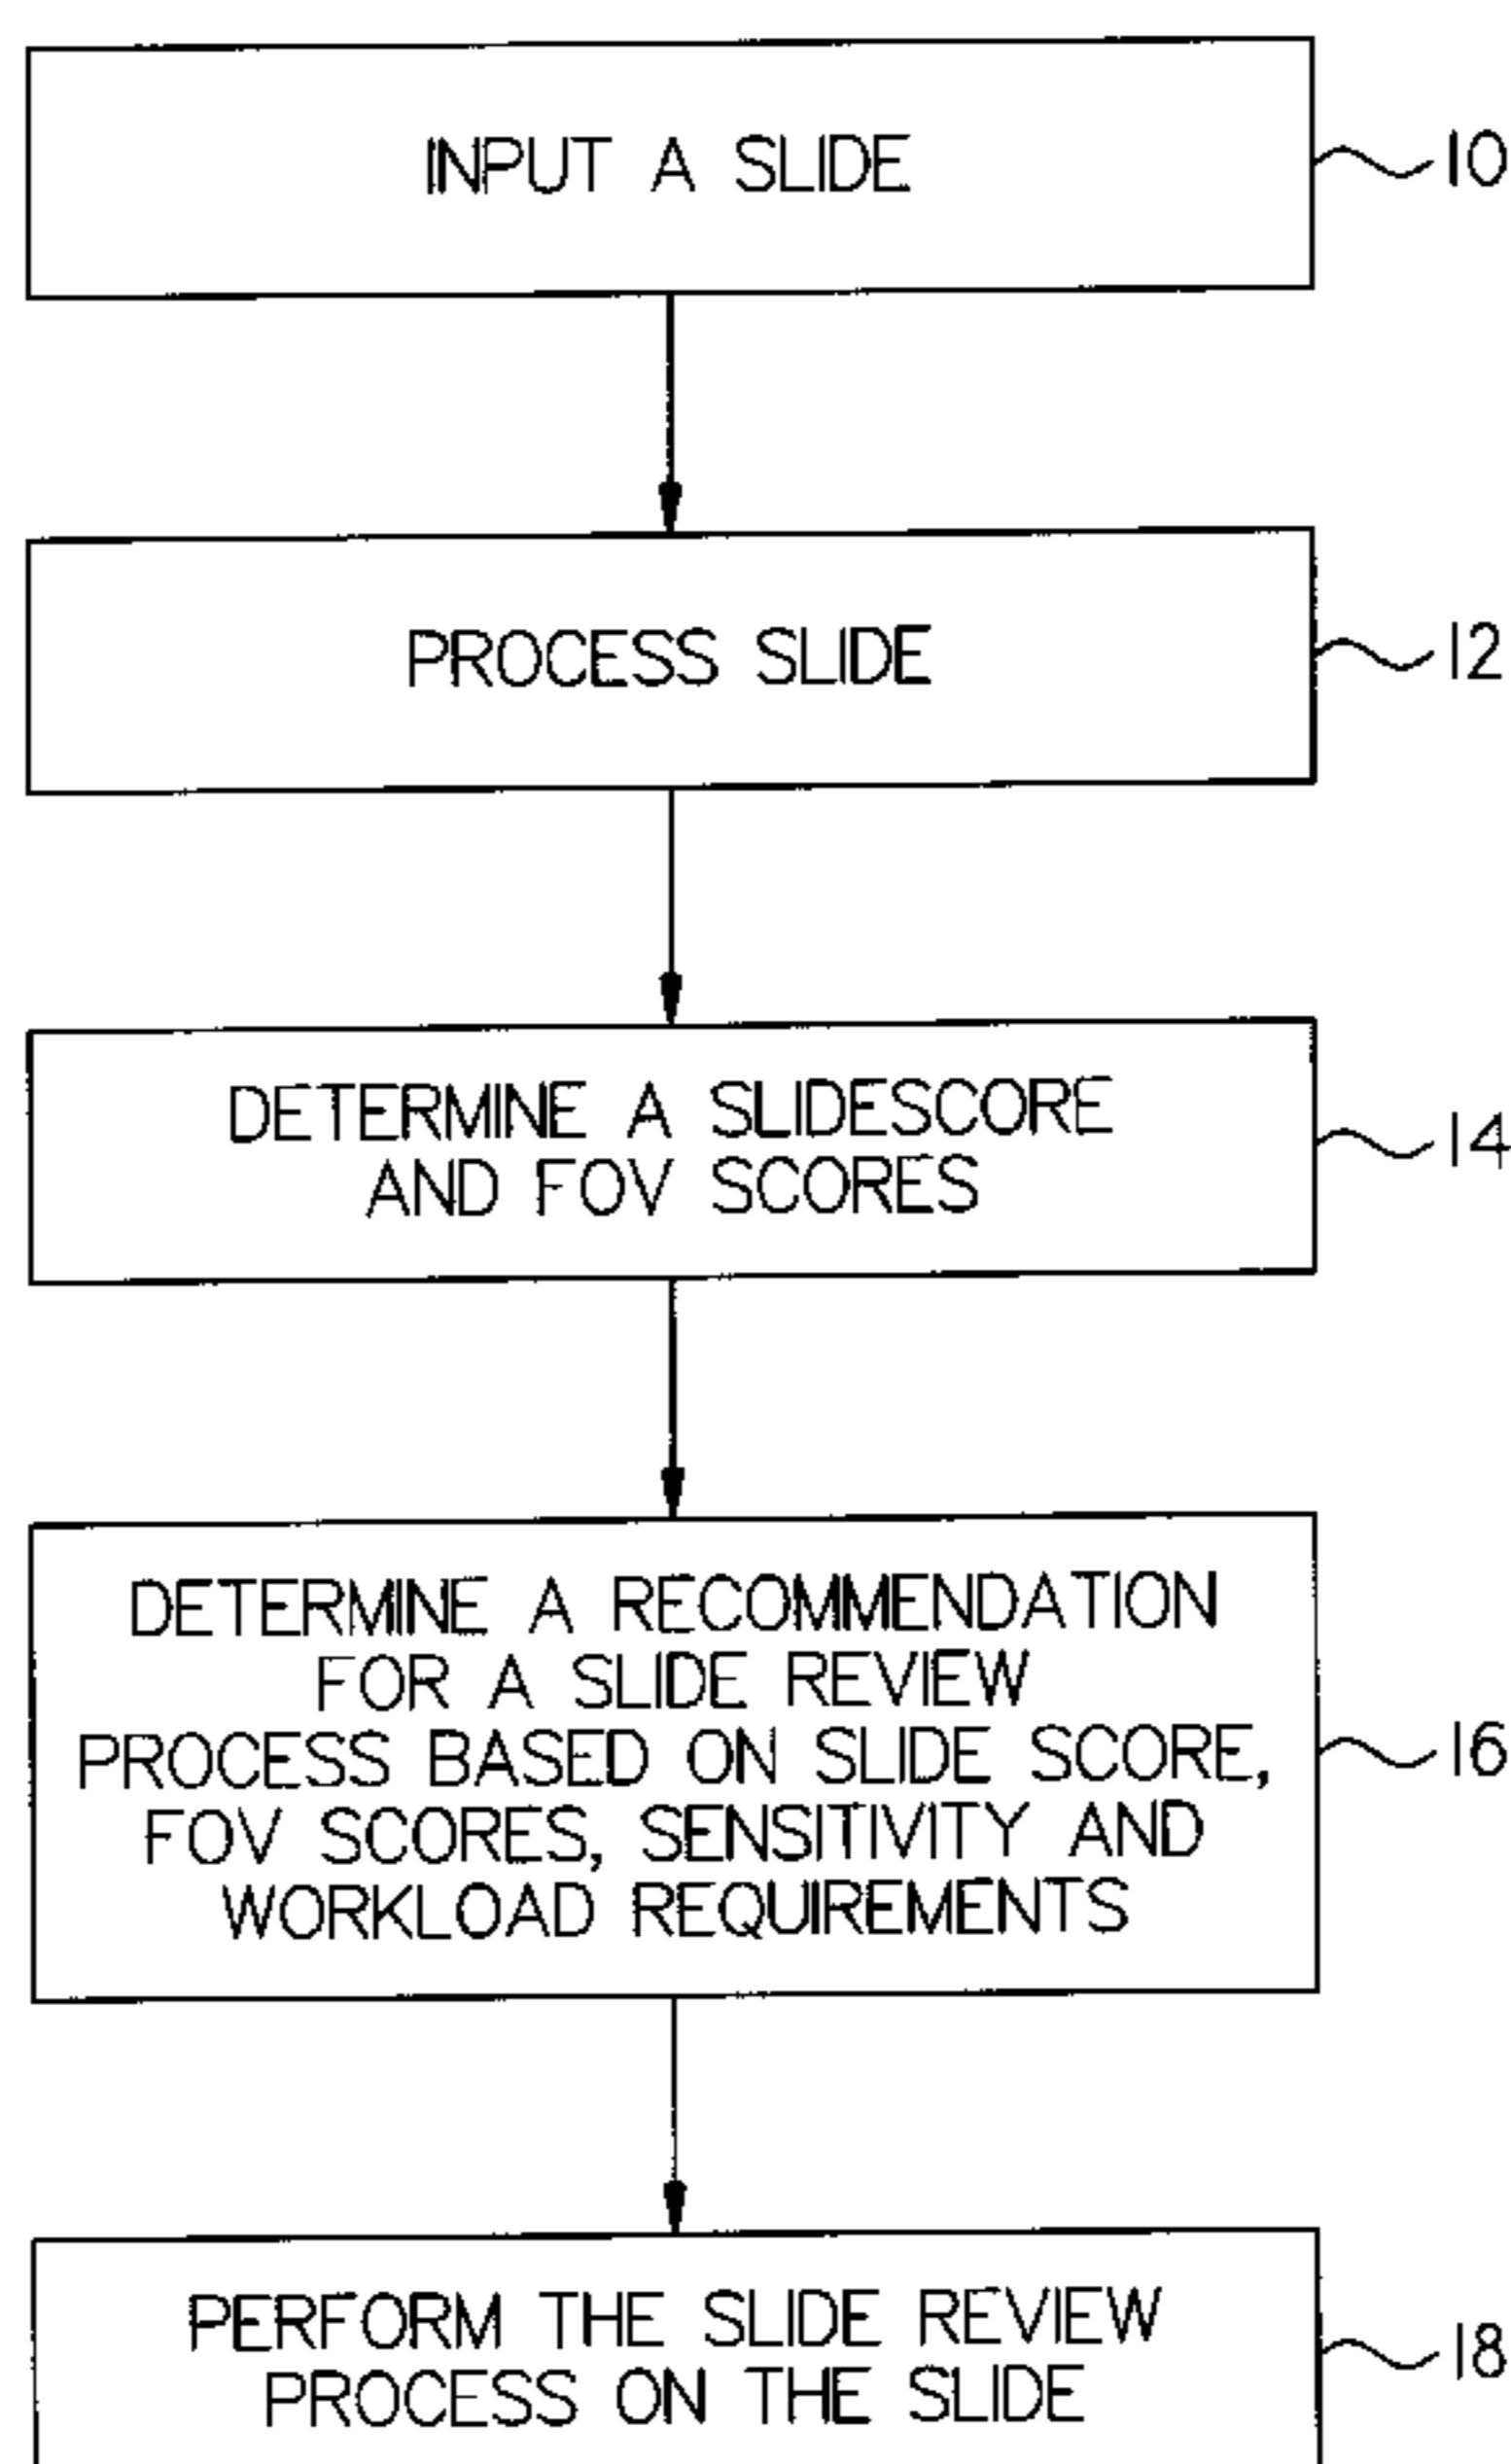 INPUT A SLIDE
10
PROCESS SLIDE
12
DETERMINE A SLIDESCORE
AND FOV SCORES
14
DETERMINE A RECOMMENDATION
FOR A SLIDE REVIEW
PROCESS BASED ON SLIDE SCORE,
FOV SCORES, SENSITIVITY AND
WORKLOAD REQUIREMENTS
16
PERFORM THE SLIDE REVIEW
PROCESS ON THE SLIDE
18